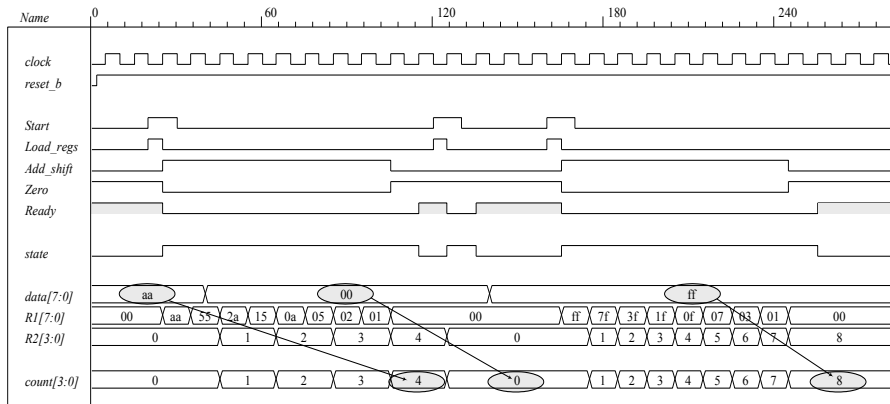 Name 0 60 120 180 240
clock
reset_b
Start
Load_regs
Add_shift
Zero
Ready
state
data[7:0] aa 00 ff
R1[7:0] 00 aa 55 2a 15 0a 05 02 01 00 ff 7f 3f 1f 0f 07 03 01 00
R2[3:0] 0 1 2 3 4 0 1 2 3 4 5 6 7 8
count[3:0] 0 1 2 3 4 0 1 2 3 4 5 6 7 8